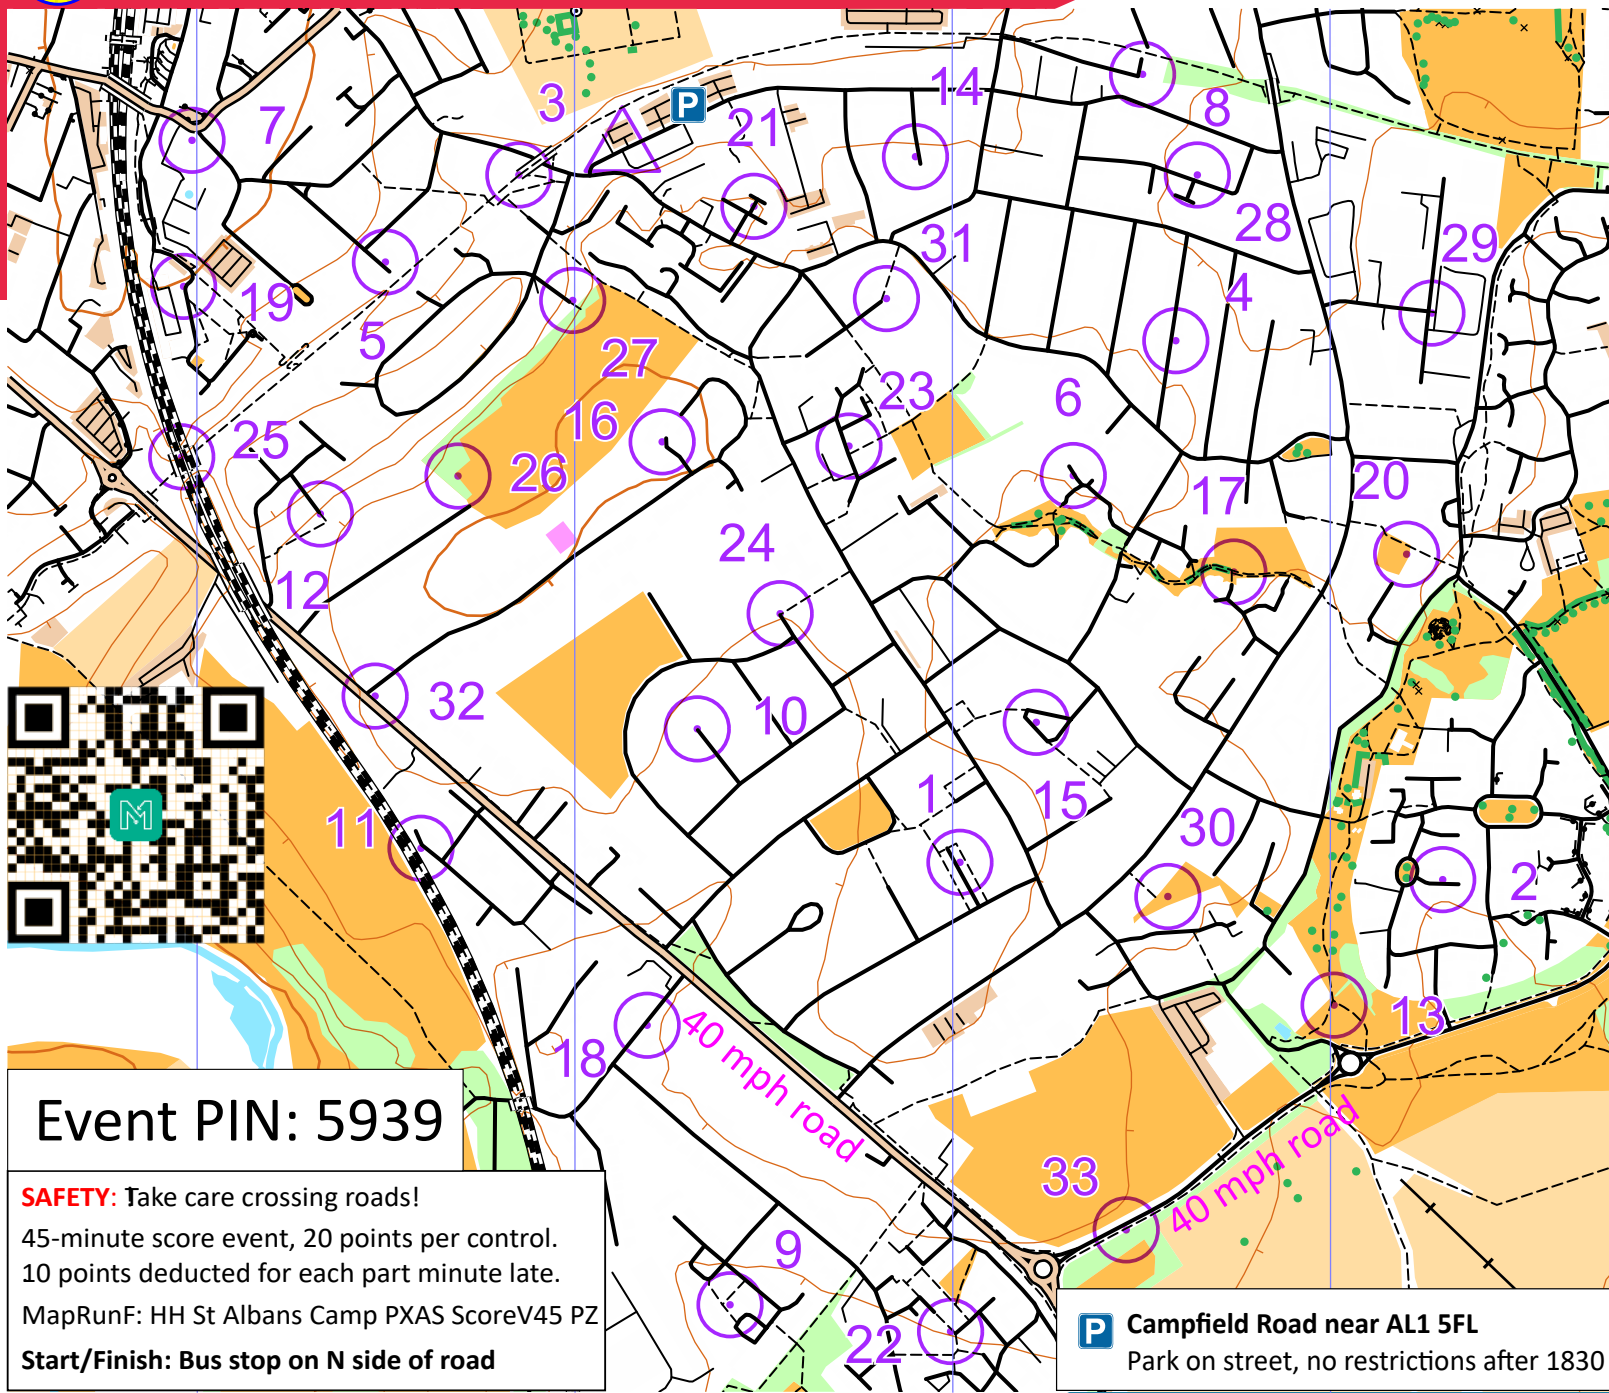 P
14
8
3
7
21
28
31
29
4
19
5
27
6
23
16
25
26
20
17
24
12
32
10
1
15
11
30
2
13
18
40 mph road
Event PIN: 5939
40 mph road
33
SAFETY: Take care crossing roads!
45-minute score event, 20 points per control.
10 points deducted for each part minute late.
MapRunF: HH St Albans Camp PXAS ScoreV45 PZ
Start/Finish: Bus stop on N side of road
9
22
P Campfield Road near AL1 5FL
Park on street, no restrictions after 1830
M